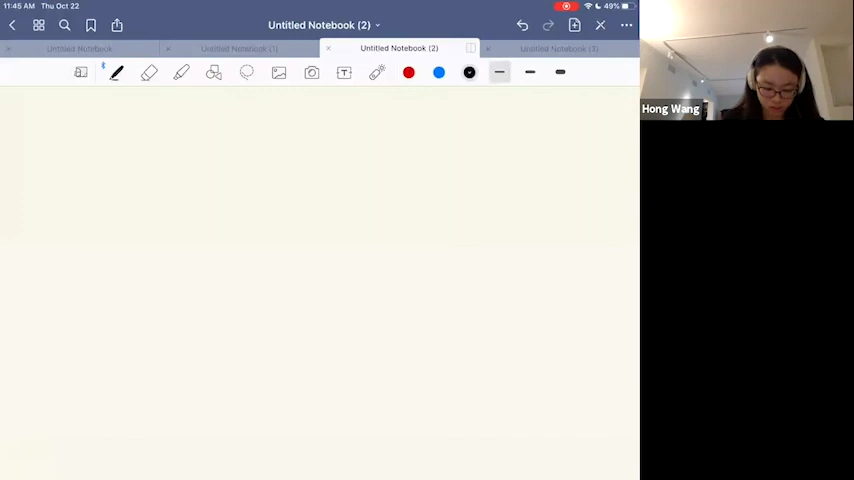 11:45 AM Thu Oct 22
49%
Untitled Notebook (2)
Untitled Notebook
Untitled Notebook (1)
Untitled Notebook (2)
Untitled Notebook (3)
T
Hong Wang